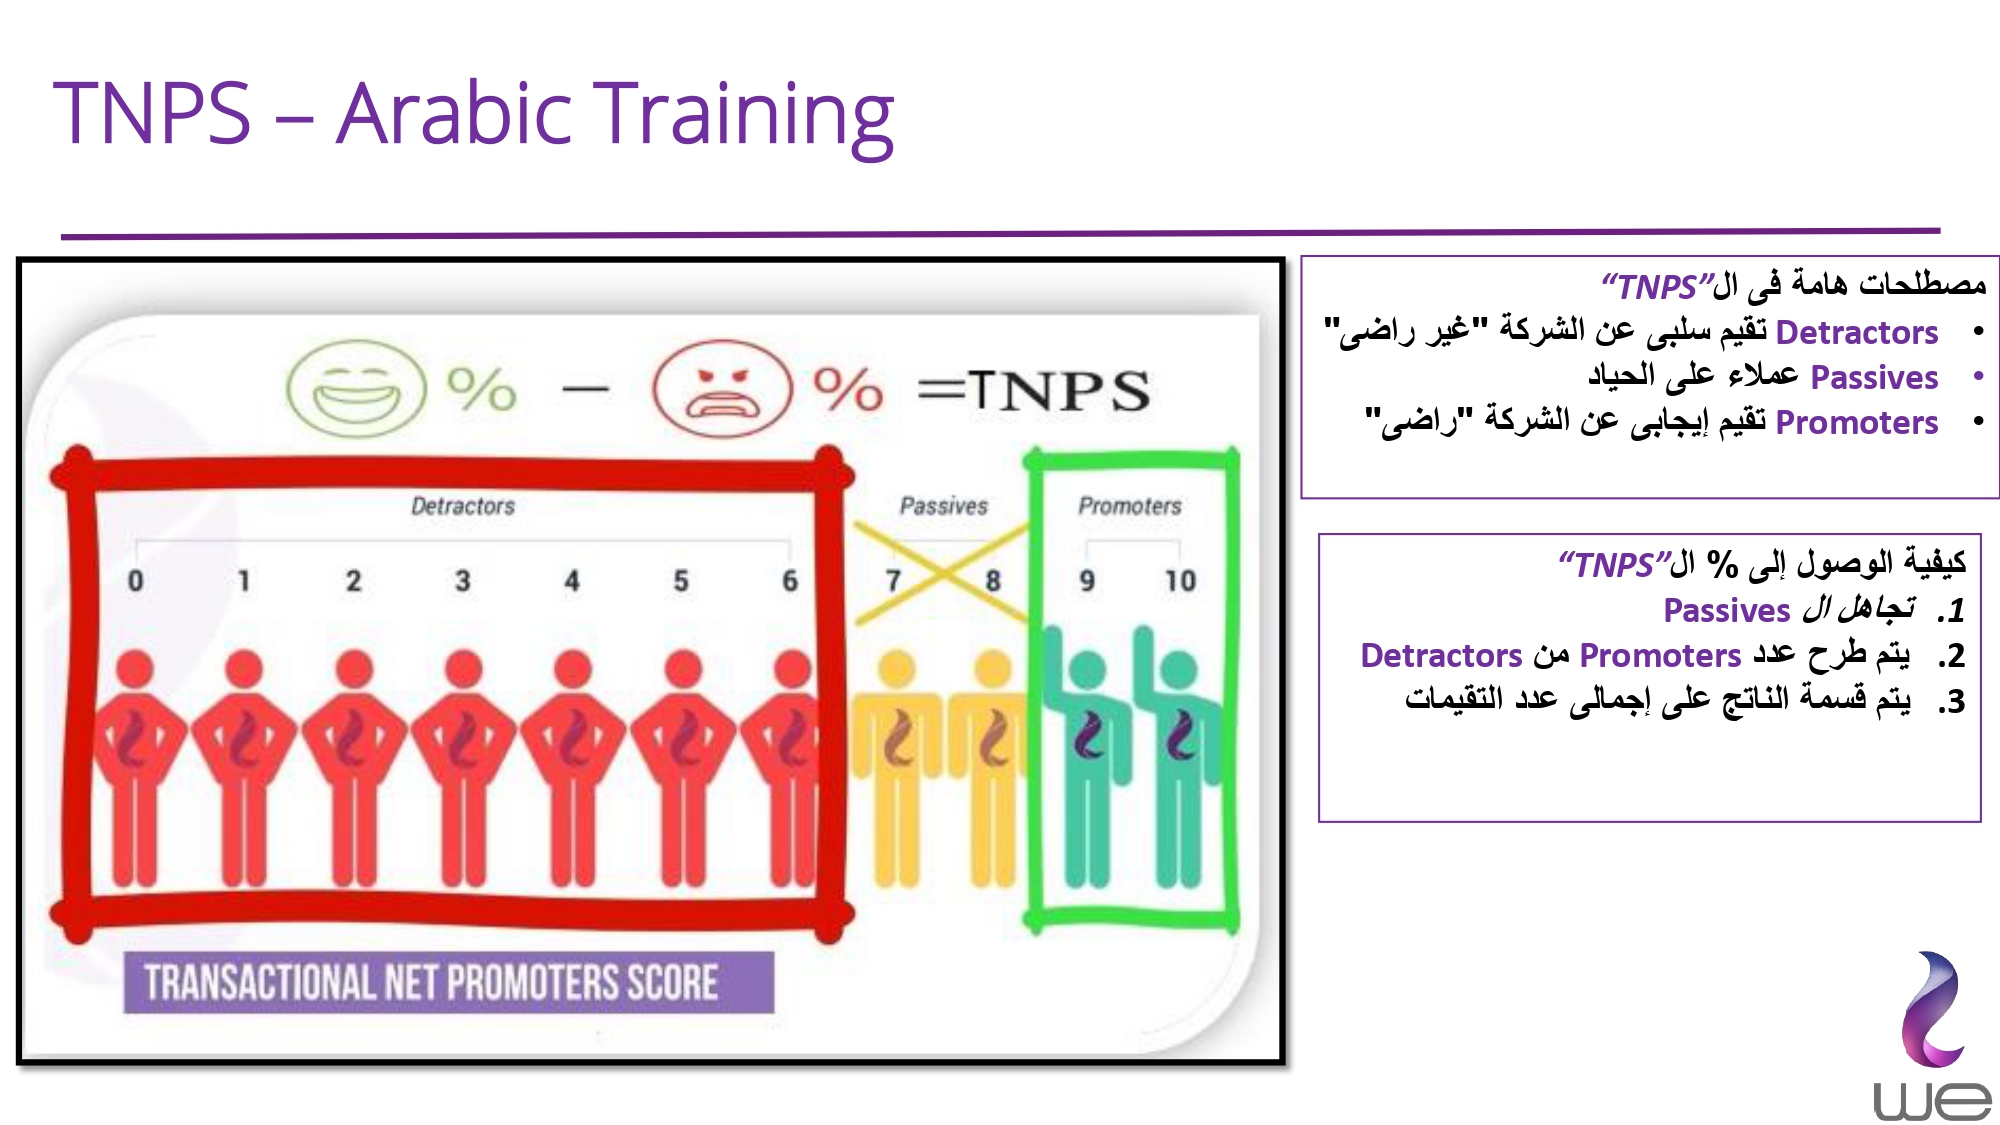 TNPS – Arabic Training
% – % =TNPS
Detractors Passives Promoters
0 1 2 3 4 5 6 7 8 9 10
TRANSACTIONAL NET PROMOTERS SCORE
مصطلحات هامة فى ال“TNPS”
• Detractors تقيم سلبى عن الشركة "غير راضى"
• Passives عملاء على الحياد
• Promoters تقيم إيجابى عن الشركة "راضى"
كيفية الوصول إلى % ال“TNPS”
1. تجاهل ال Passives
2. يتم طرح عدد Promoters من Detractors
3. يتم قسمة الناتج على إجمالى عدد التقيمات
we